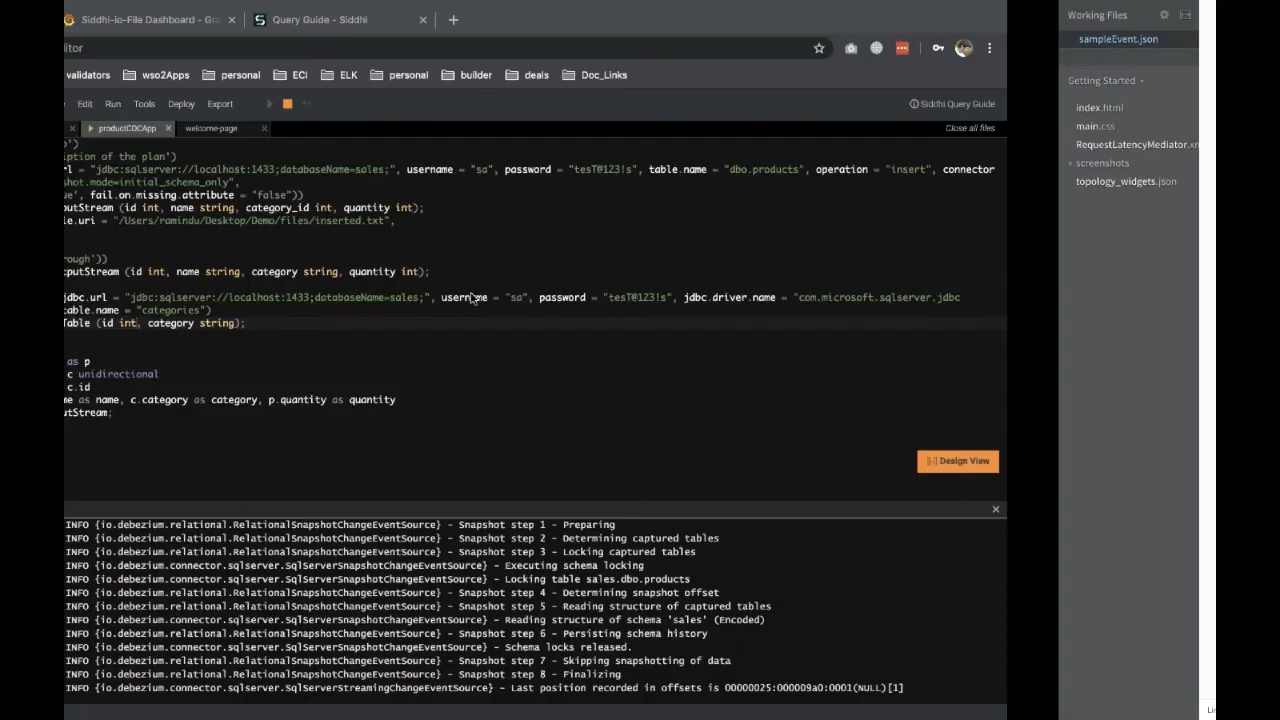 Siddhi-io-File Dashboard - Gra
Query Guide - Siddhi
itor
validators
wso2Apps
personal
ECI
ELK
personal
builder
deals
Doc_Links
Edit
Run
Tools
Deploy
Export
Siddhi Query Guide
productCDCApp
welcome-page
Close all files
')
iption of the plan')
rl = "jdbc:sqlserver://localhost:1433;databaseName=sales;", username = "sa", password = "tesT@123!s", table.name = "dbo.products", operation = "insert", connector
shot.mode=initial_schema_only",
ue', fail.on.missing.attribute = "false"))
putStream (id int, name string, category_id int, quantity int);
le.uri = "/Users/ramindu/Desktop/Demo/files/inserted.txt",
rough'))
tputStream (id int, name string, category string, quantity int);
jdbc.url = "jdbc:sqlserver://localhost:1433;databaseName=sales;", username = "sa", password = "tesT@123!s", jdbc.driver.name = "com.microsoft.sqlserver.jdbc
table.name = "categories")
Table (id int, category string);
as p
c unidirectional
c.id
me as name, c.category as category, p.quantity as quantity
utStream;
Design View
INFO {io.debezium.relational.RelationalSnapshotChangeEventSource} - Snapshot step 1 - Preparing
INFO {io.debezium.relational.RelationalSnapshotChangeEventSource} - Snapshot step 2 - Determining captured tables
INFO {io.debezium.relational.RelationalSnapshotChangeEventSource} - Snapshot step 3 - Locking captured tables
INFO {io.debezium.connector.sqlserver.SqlServerSnapshotChangeEventSource} - Executing schema locking
INFO {io.debezium.connector.sqlserver.SqlServerSnapshotChangeEventSource} - Locking table sales.dbo.products
INFO {io.debezium.relational.RelationalSnapshotChangeEventSource} - Snapshot step 4 - Determining snapshot offset
INFO {io.debezium.relational.RelationalSnapshotChangeEventSource} - Snapshot step 5 - Reading structure of captured tables
INFO {io.debezium.connector.sqlserver.SqlServerSnapshotChangeEventSource} - Reading structure of schema 'sales' (Encoded)
INFO {io.debezium.relational.RelationalSnapshotChangeEventSource} - Snapshot step 6 - Persisting schema history
INFO {io.debezium.connector.sqlserver.SqlServerSnapshotChangeEventSource} - Schema locks released.
INFO {io.debezium.relational.RelationalSnapshotChangeEventSource} - Snapshot step 7 - Skipping snapshotting of data
INFO {io.debezium.relational.RelationalSnapshotChangeEventSource} - Snapshot step 8 - Finalizing
INFO {io.debezium.connector.sqlserver.SqlServerStreamingChangeEventSource} - Last position recorded in offsets is 00000025:000009a0:0001(NULL)[1]
Working Files
sampleEvent.json
Getting Started
index.html
main.css
RequestLatencyMediator.xm
screenshots
topology_widgets.json